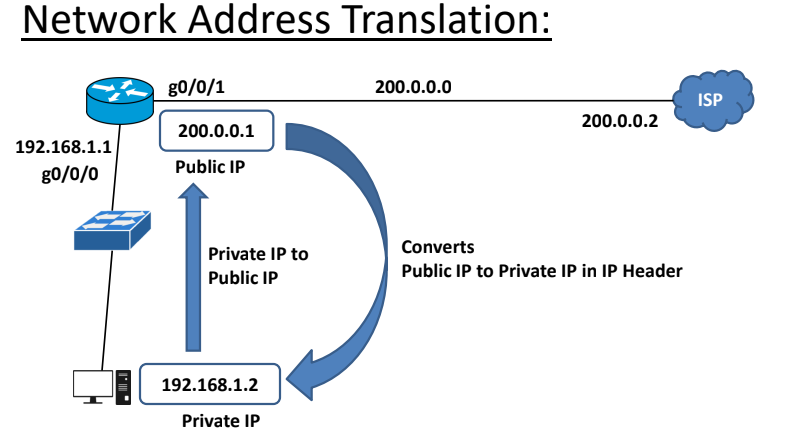 Network Address Translation:
g0/0/1
200.0.0.0
ISP
200.0.0.1
200.0.0.2
192.168.1.1
g0/0/0
Public IP
Private IP to
Public IP
Converts
Public IP to Private IP in IP Header
192.168.1.2
Private IP